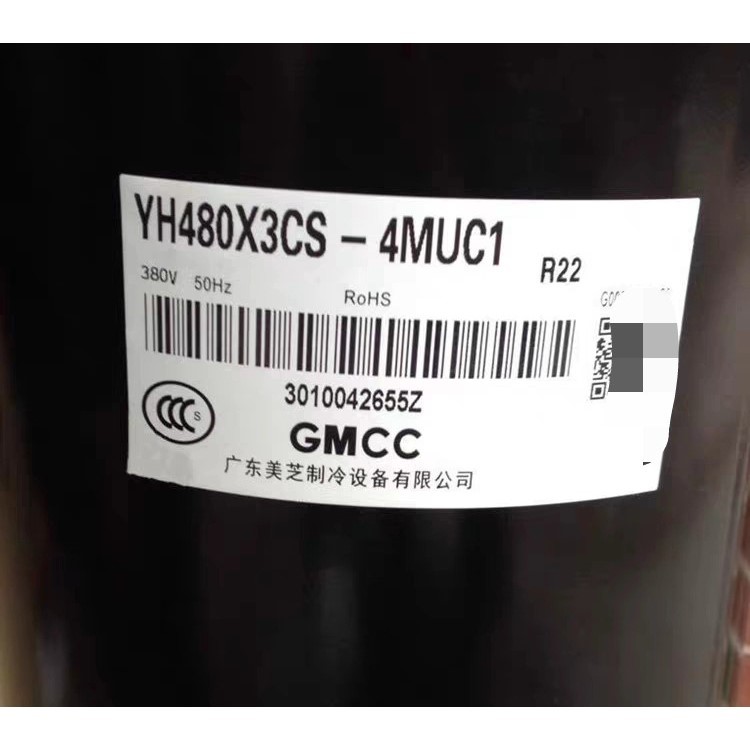 YH480X3CS - 4MUC1
R22
380V 50Hz
RoHS
3010042655Z
CCC S
GMCC
广东美芝制冷设备有限公司